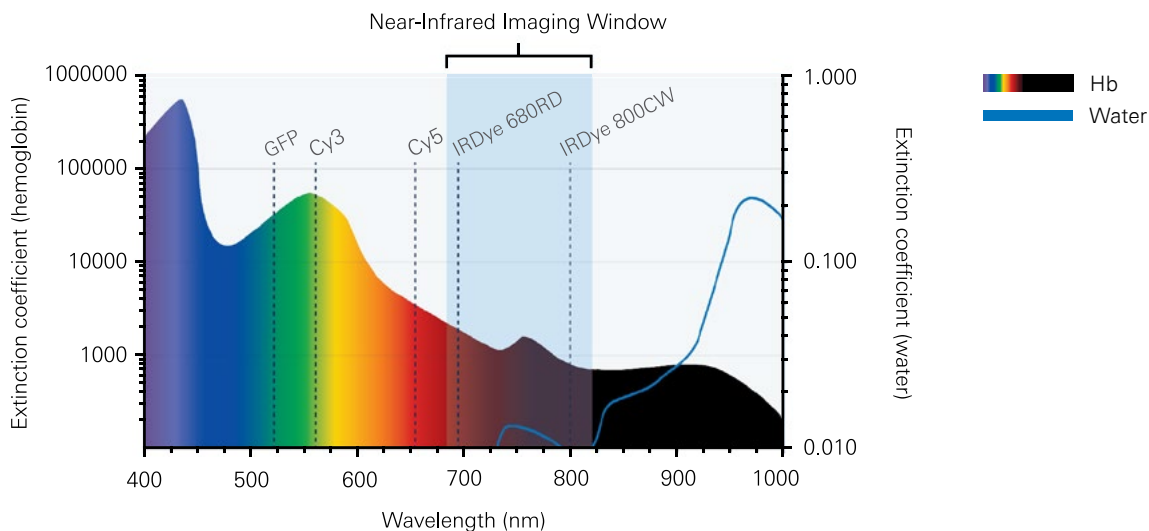 Near-Infrared Imaging Window
1000000
100000
10000
1000
Extinction coefficient (hemoglobin)
GFP
Cy3
Cy5
IRDye 680RD
IRDye 800CW
1.000
0.100
0.010
Extinction coefficient (water)
400 500 600 700 800 900 1000
Wavelength (nm)
Hb
Water